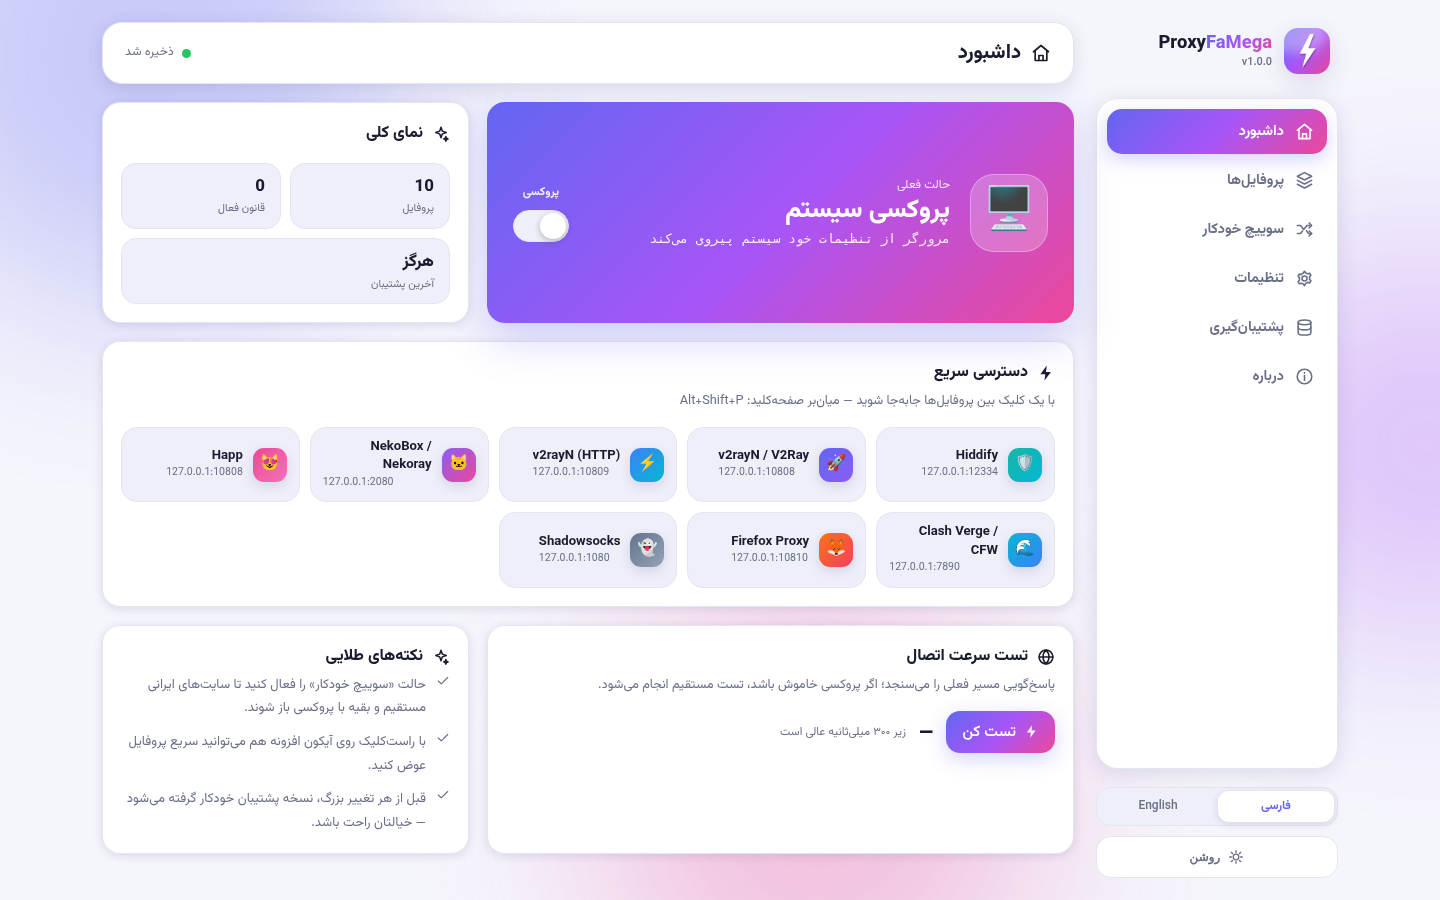 ProxyFaMega
v1.0.0
داشبورد
پروفایل‌ها
سوییچ خودکار
تنظیمات
پشتیبان‌گیری
درباره
فارسی
English
روشن
داشبورد
ذخیره شد
حالت فعلی
پروکسی سیستم
مرورگر از تنظیمات خود سیستم پیروی می‌کند
پروکسی
نمای کلی
10
پروفایل
0
قانون فعال
هرگز
آخرین پشتیبان
دسترسی سریع
با یک کلیک بین پروفایل‌ها جابه‌جا شوید — میان‌بر صفحه‌کلید: Alt+Shift+P
Hiddify
127.0.0.1:12334
v2rayN / V2Ray
127.0.0.1:10808
v2rayN (HTTP)
127.0.0.1:10809
NekoBox /
Nekoray
127.0.0.1:2080
Happ
127.0.0.1:10808
Clash Verge /
CFW
127.0.0.1:7890
Firefox Proxy
127.0.0.1:10810
Shadowsocks
127.0.0.1:1080
تست سرعت اتصال
پاسخ‌گویی مسیر فعلی را می‌سنجد؛ اگر پروکسی خاموش باشد، تست مستقیم انجام می‌شود.
تست کن
—
زیر ۳۰۰ میلی‌ثانیه عالی است
نکته‌های طلایی
حالت «سوییچ خودکار» را فعال کنید تا سایت‌های ایرانی
مستقیم و بقیه با پروکسی باز شوند.
با راست‌کلیک روی آیکون افزونه هم می‌توانید سریع پروفایل
عوض کنید.
قبل از هر تغییر بزرگ، نسخه پشتیبان خودکار گرفته می‌شود
— خیالتان راحت باشد.